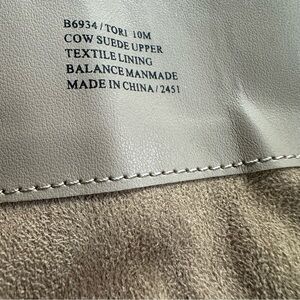 B6934/TORI 10M
COW SUEDE UPPER
TEXTILE LINING
BALANCE MANMADE
MADE IN CHINA/2451